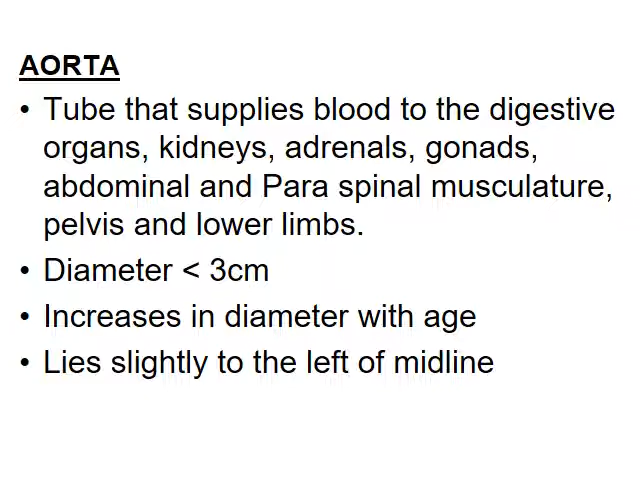 AORTA
• Tube that supplies blood to the digestive
organs, kidneys, adrenals, gonads,
abdominal and Para spinal musculature,
pelvis and lower limbs.
• Diameter < 3cm
• Increases in diameter with age
• Lies slightly to the left of midline